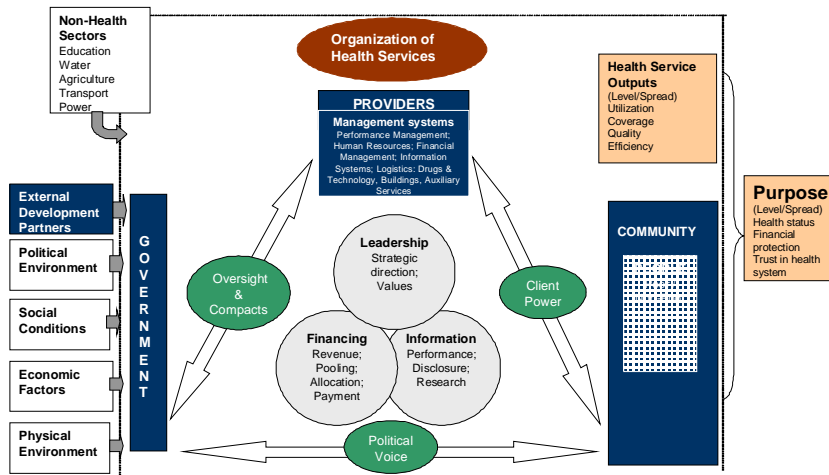 Non-Health
Sectors
Education
Water
Agriculture
Transport
Power
Organization of
Health Services
PROVIDERS
Management systems
Performance Management;
Human Resources; Financial
Management; Information
Systems; Logistics: Drugs &
Technology, Buildings, Auxiliary
Services
Health Service
Outputs
(Level/Spread)
Utilization
Coverage
Quality
Efficiency
Purpose
(Level/Spread)
Health status
Financial
protection
Trust in health
system
External
Development
Partners
Political
Environment
Social
Conditions
Economic
Factors
Physical
Environment
G
O
V
E
R
N
M
E
N
T
Oversight
&
Compacts
Leadership
Strategic
direction;
Values
Financing
Revenue;
Pooling;
Allocation;
Payment
Information
Performance;
Disclosure;
Research
Client
Power
Political
Voice
COMMUNITY